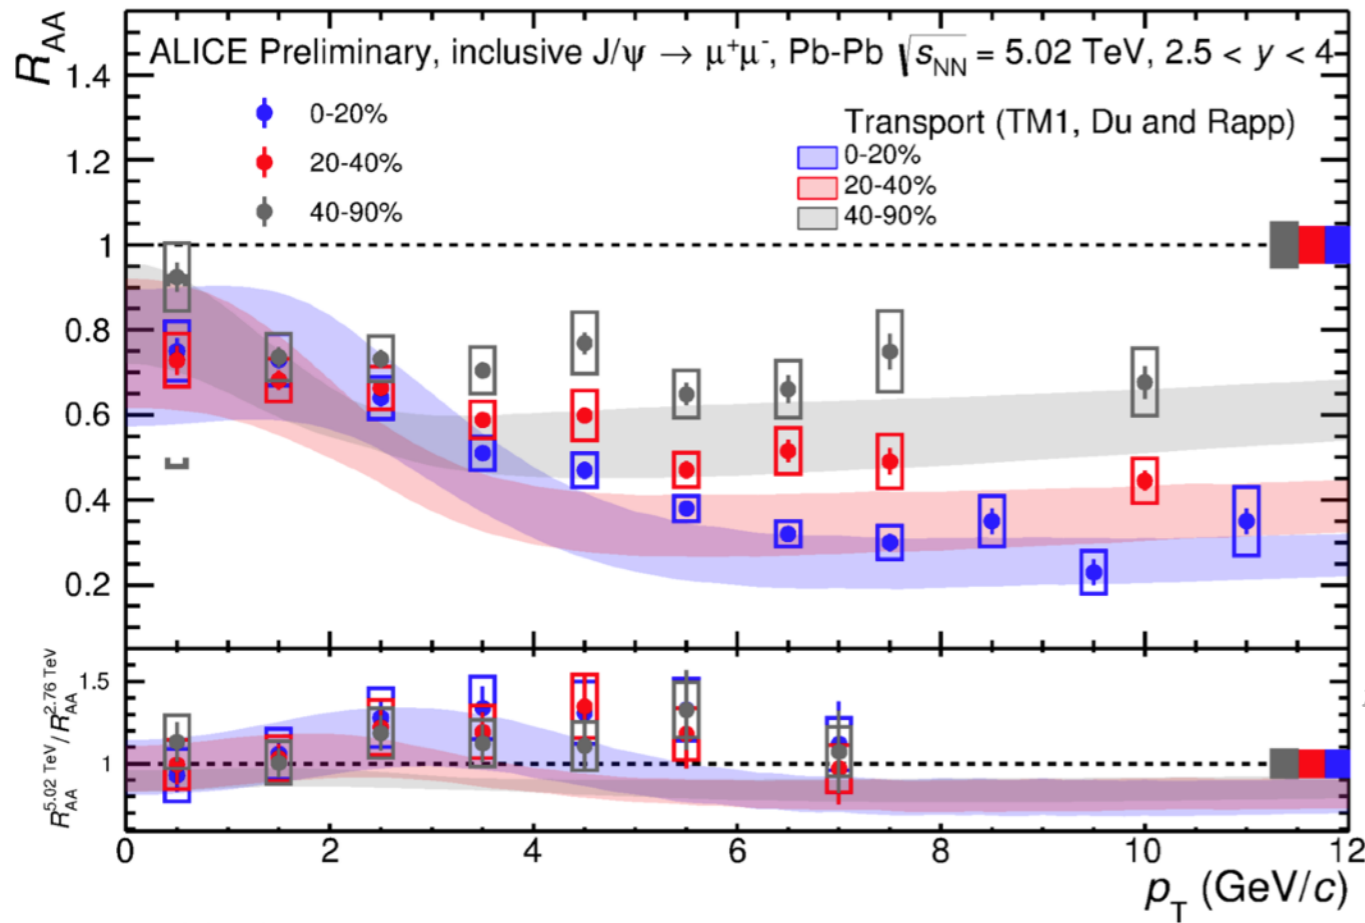 R_AA
ALICE Preliminary, inclusive J/ψ → μ⁺μ⁻, Pb-Pb √s_NN = 5.02 TeV, 2.5 < y < 4
0-20%
20-40%
40-90%
Transport (TM1, Du and Rapp)
0-20%
20-40%
40-90%
1.4
1.2
1
0.8
0.6
0.4
0.2
R_AA^5.02 TeV / R_AA^2.76 TeV
1.5
1
0 2 4 6 8 10 12
p_T (GeV/c)